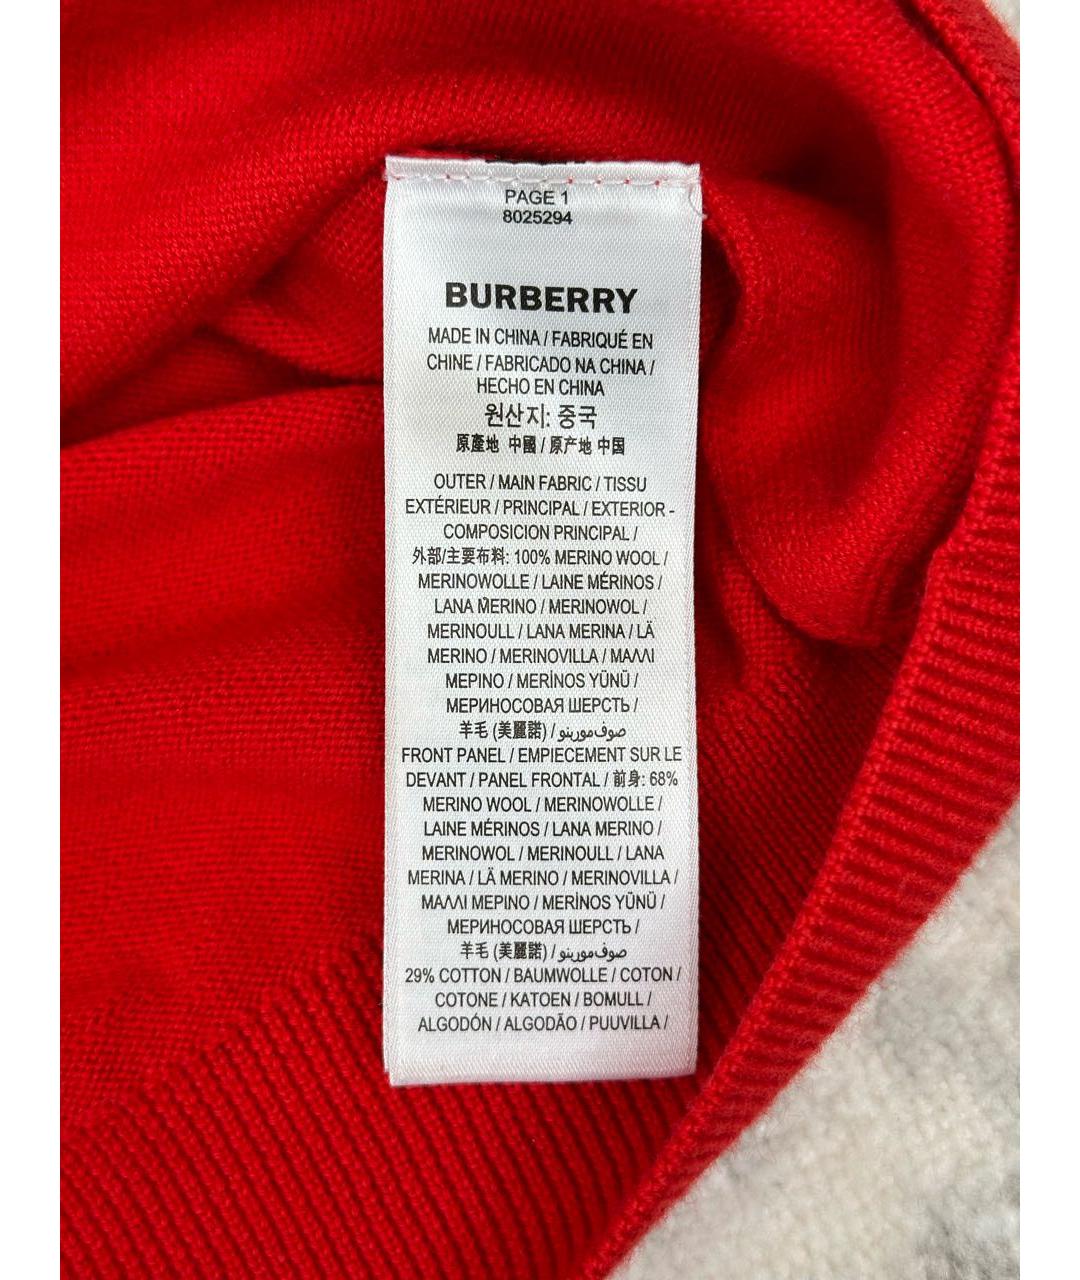 PAGE 1
8025294
BURBERRY
MADE IN CHINA / FABRIQUÉ EN
CHINE / FABRICADO NA CHINA /
HECHO EN CHINA
원산지: 중국
原產地 中國 / 原产地 中国
OUTER / MAIN FABRIC / TISSU
EXTÉRIEUR / PRINCIPAL / EXTERIOR -
COMPOSICION PRINCIPAL /
外部/主要布料: 100% MERINO WOOL /
MERINOWOLLE / LAINE MÉRINOS /
LANA MERINO / MERINOWOL /
MERINOULL / LANA MERINA / LÄ
MERINO / MERINOVILLA / ΜΑΛΛΙ
ΜΕΡΙΝΟ / MERİNOS YÜNÜ /
МЕРИНОСОВАЯ ШЕРСТЬ /
羊毛 (美麗諾) / صوف مورينو
FRONT PANEL / EMPIECEMENT SUR LE
DEVANT / PANEL FRONTAL / 前身: 68%
MERINO WOOL / MERINOWOLLE /
LAINE MÉRINOS / LANA MERINO /
MERINOWOL / MERINOULL / LANA
MERINA / LÄ MERINO / MERINOVILLA /
ΜΑΛΛΙ ΜΕΡΙΝΟ / MERİNOS YÜNÜ /
МЕРИНОСОВАЯ ШЕРСТЬ /
羊毛 (美麗諾) / صوف مورينو
29% COTTON / BAUMWOLLE / COTON /
COTONE / KATOEN / BOMULL /
ALGODÓN / ALGODÃO / PUUVILLA /